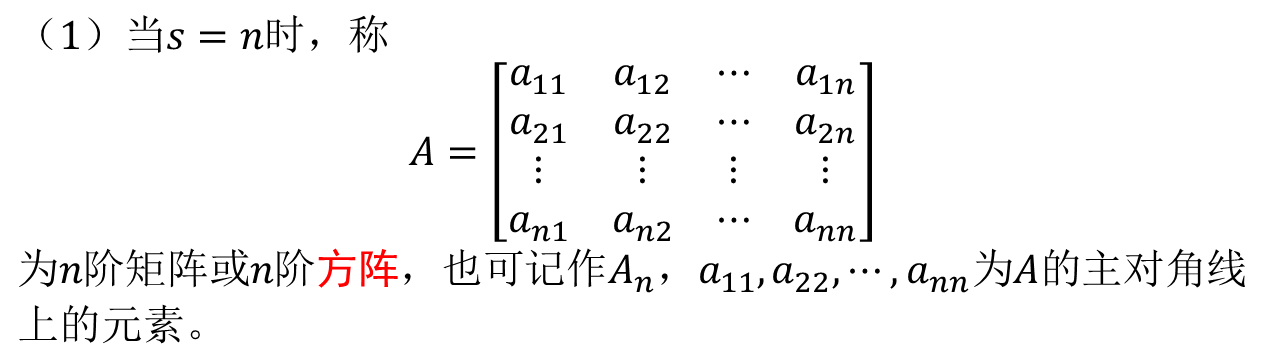 （1）当s = n时，称
A = [a11 a12 ⋯ a1n
a21 a22 ⋯ a2n
⋮ ⋮ ⋮ ⋮
an1 an2 ⋯ ann]
为n阶矩阵或n阶方阵，也可记作An，a11,a22,⋯,ann为A的主对角线
上的元素。